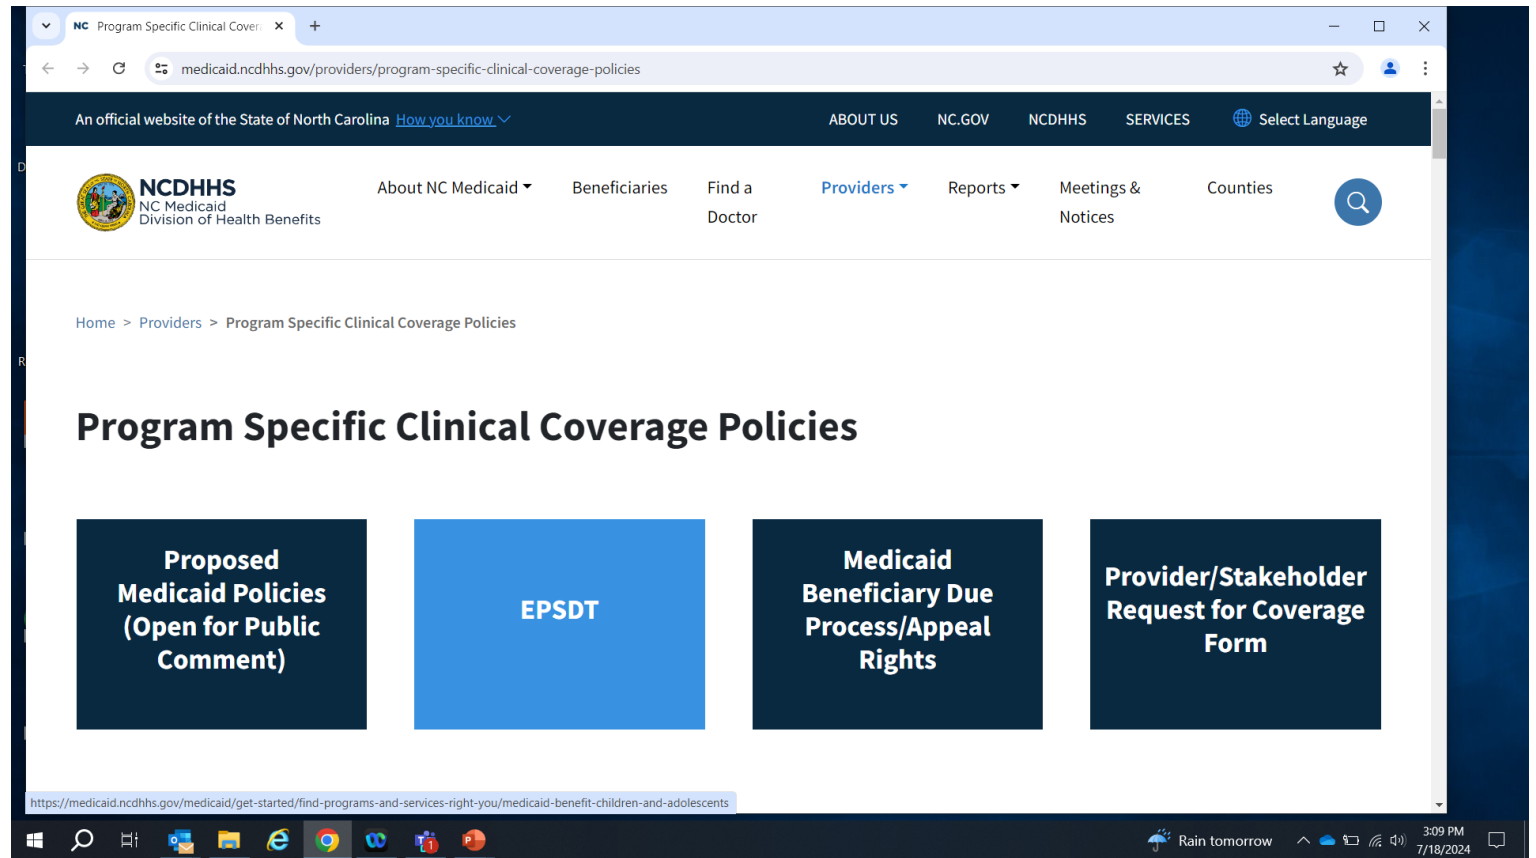 NC Program Specific Clinical Cover
medicaid.ncdhhs.gov/providers/program-specific-clinical-coverage-policies
An official website of the State of North Carolina How you know
ABOUT US NC.GOV NCDHHS SERVICES Select Language
NCDHHS
NC Medicaid
Division of Health Benefits
About NC Medicaid
Beneficiaries
Find a
Doctor
Providers
Reports
Meetings &
Notices
Counties
Home > Providers > Program Specific Clinical Coverage Policies
Program Specific Clinical Coverage Policies
Proposed
Medicaid Policies
(Open for Public
Comment)
EPSDT
Medicaid
Beneficiary Due
Process/Appeal
Rights
Provider/Stakeholder
Request for Coverage
Form
https://medicaid.ncdhhs.gov/medicaid/get-started/find-programs-and-services-right-you/medicaid-benefit-children-and-adolescents
Rain tomorrow
3:09 PM
7/18/2024